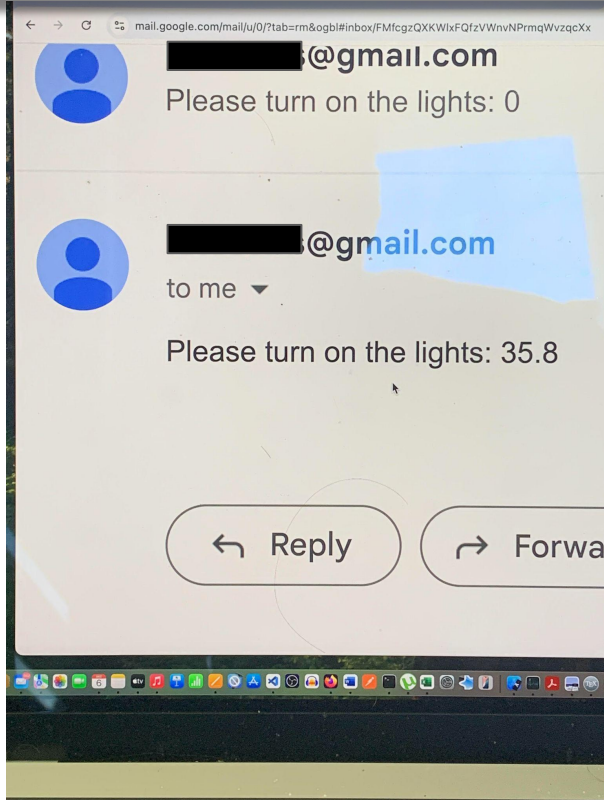 mail.google.com/mail/u/0/?tab=rm&ogbl#inbox/FMfcgzQXKWlxFQfzVWnvNPrmqWvzqcXx
@gmail.com
Please turn on the lights: 0
@gmail.com
to me
Please turn on the lights: 35.8
Reply
Forwa